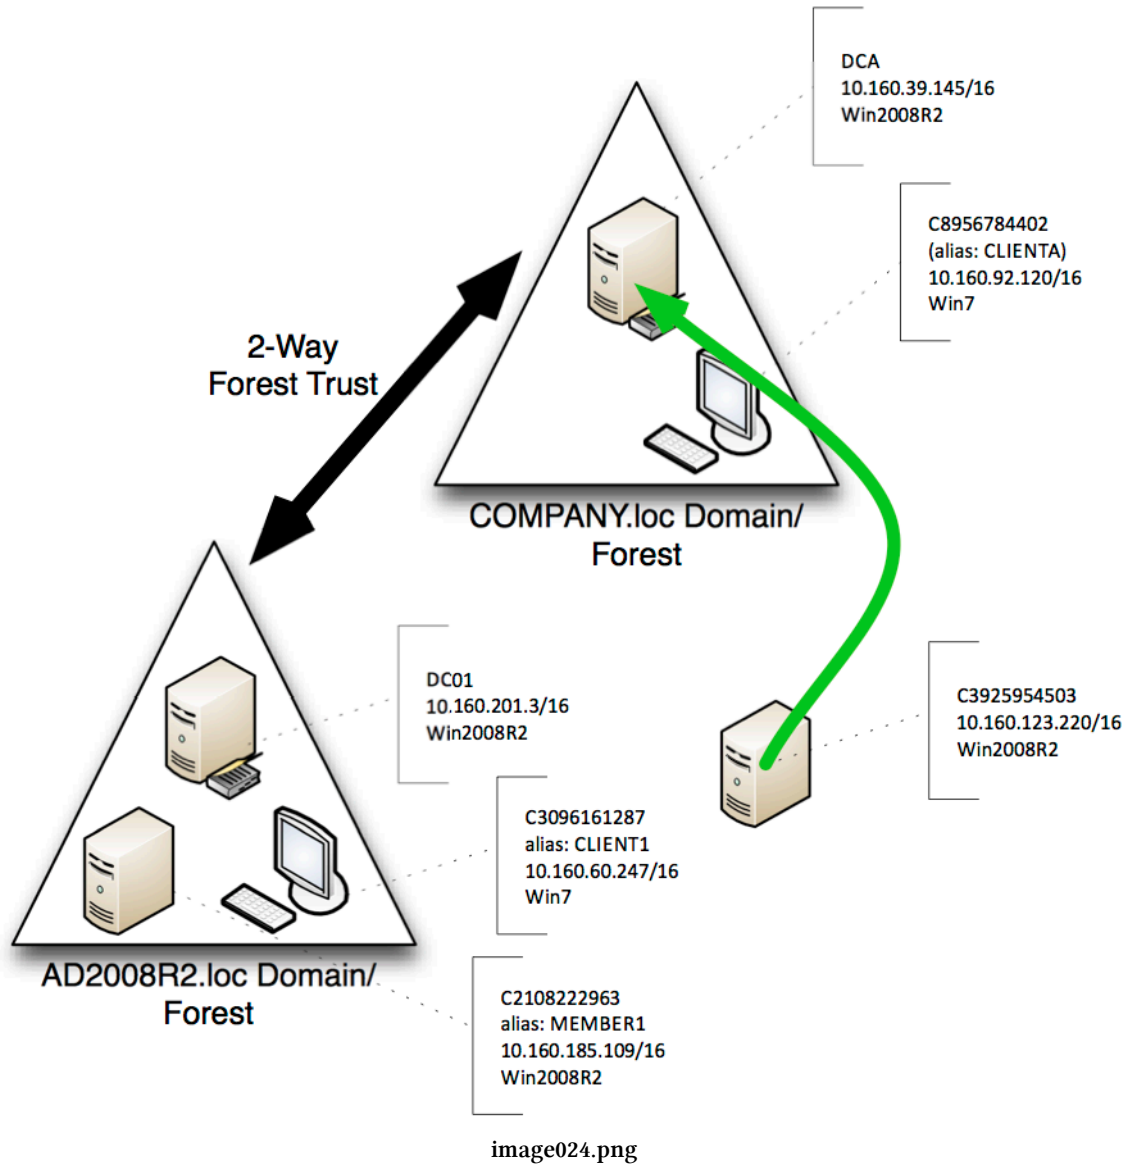 DCA
10.160.39.145/16
Win2008R2
C8956784402
(alias: CLIENTA)
10.160.92.120/16
Win7
2-Way
Forest Trust
COMPANY.loc Domain/
Forest
DC01
10.160.201.3/16
Win2008R2
C3925954503
10.160.123.220/16
Win2008R2
C3096161287
alias: CLIENT1
10.160.60.247/16
Win7
AD2008R2.loc Domain/
Forest
C2108222963
alias: MEMBER1
10.160.185.109/16
Win2008R2
image024.png